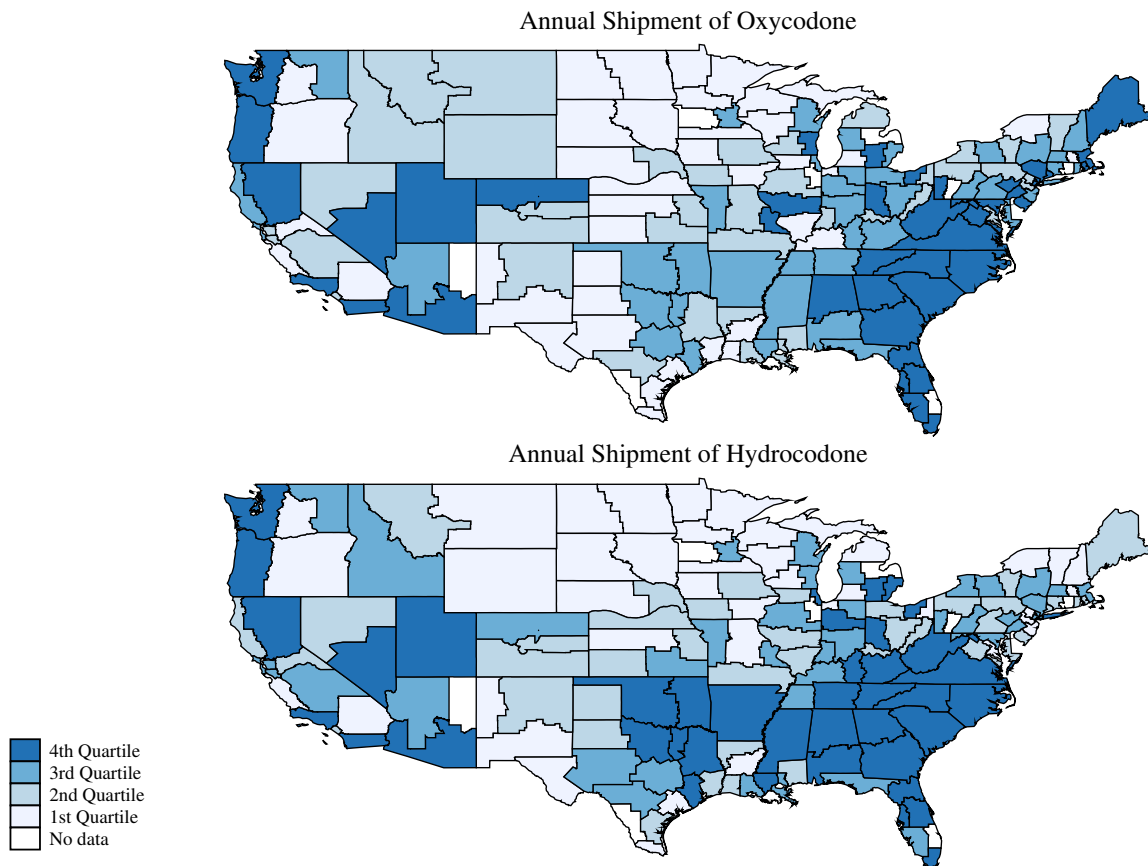 Annual Shipment of Oxycodone
Annual Shipment of Hydrocodone
4th Quartile
3rd Quartile
2nd Quartile
1st Quartile
No data